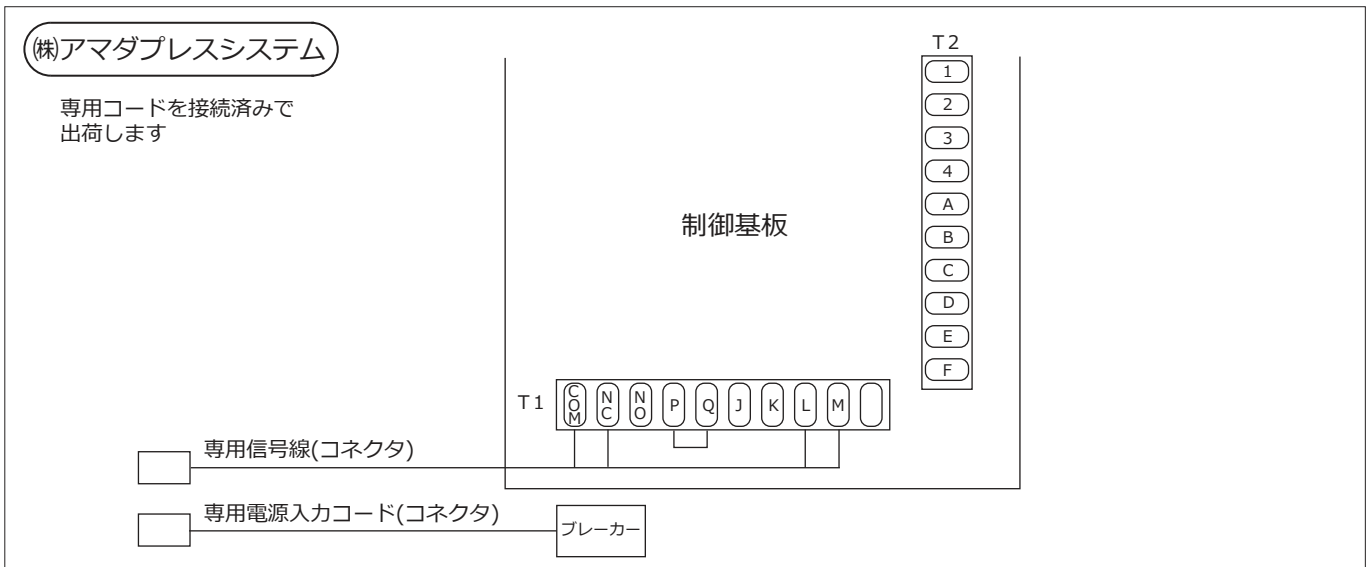 ㈱アマダプレスシステム
専用コードを接続済みで
出荷します
T2
1
2
3
4
A
B
C
D
E
F
制御基板
T1
COM
NC
NO
P
Q
J
K
L
M
専用信号線(コネクタ)
専用電源入力コード(コネクタ)
ブレーカー